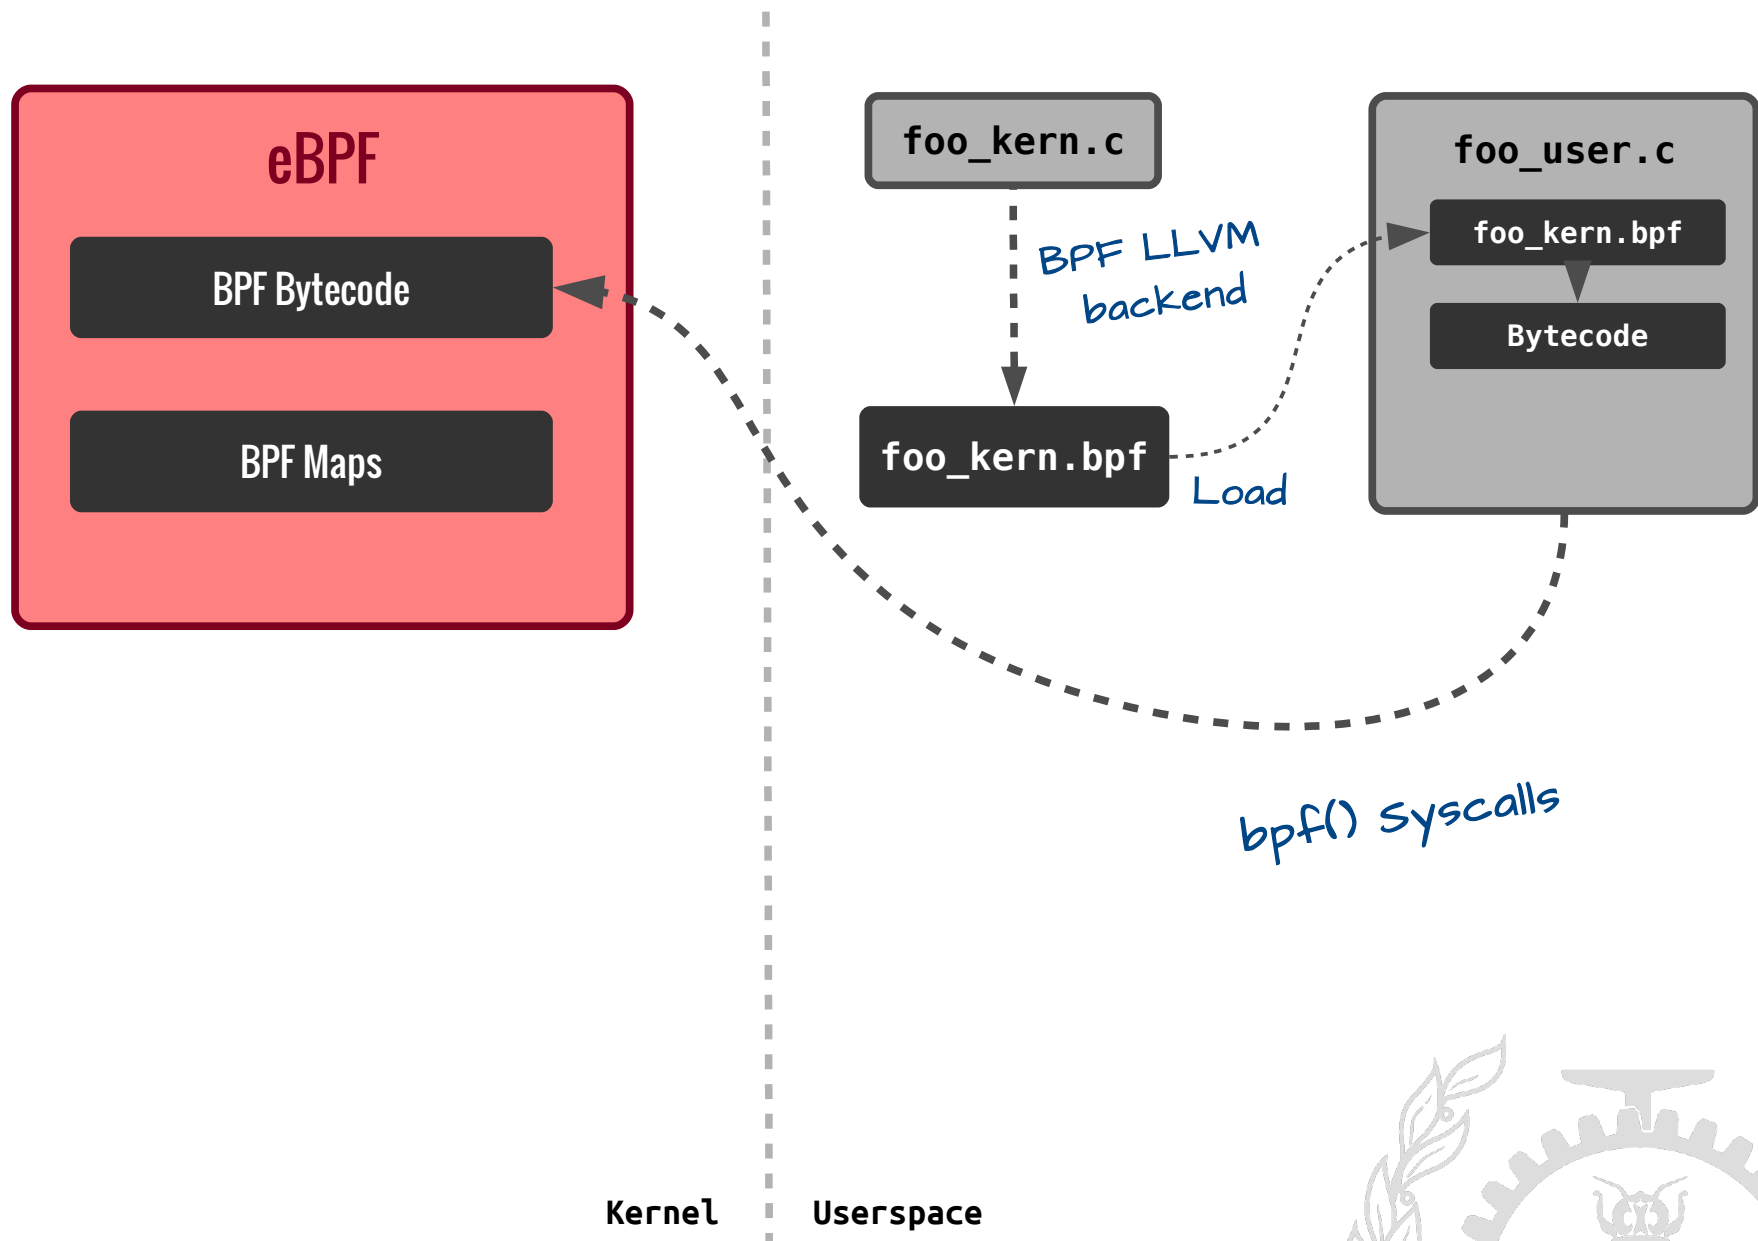 eBPF
BPF Bytecode
BPF Maps
foo_kern.c
BPF LLVM
backend
foo_kern.bpf
Load
foo_user.c
foo_kern.bpf
Bytecode
bpf() Syscalls
Kernel
Userspace